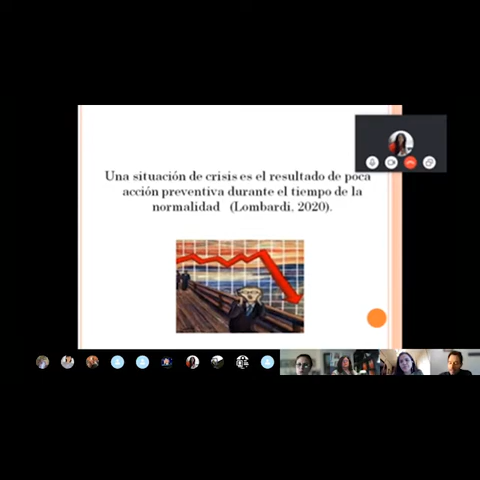 Una situación de crisis es el resultado de poca
acción preventiva durante el tiempo de la
normalidad (Lombardi, 2020).